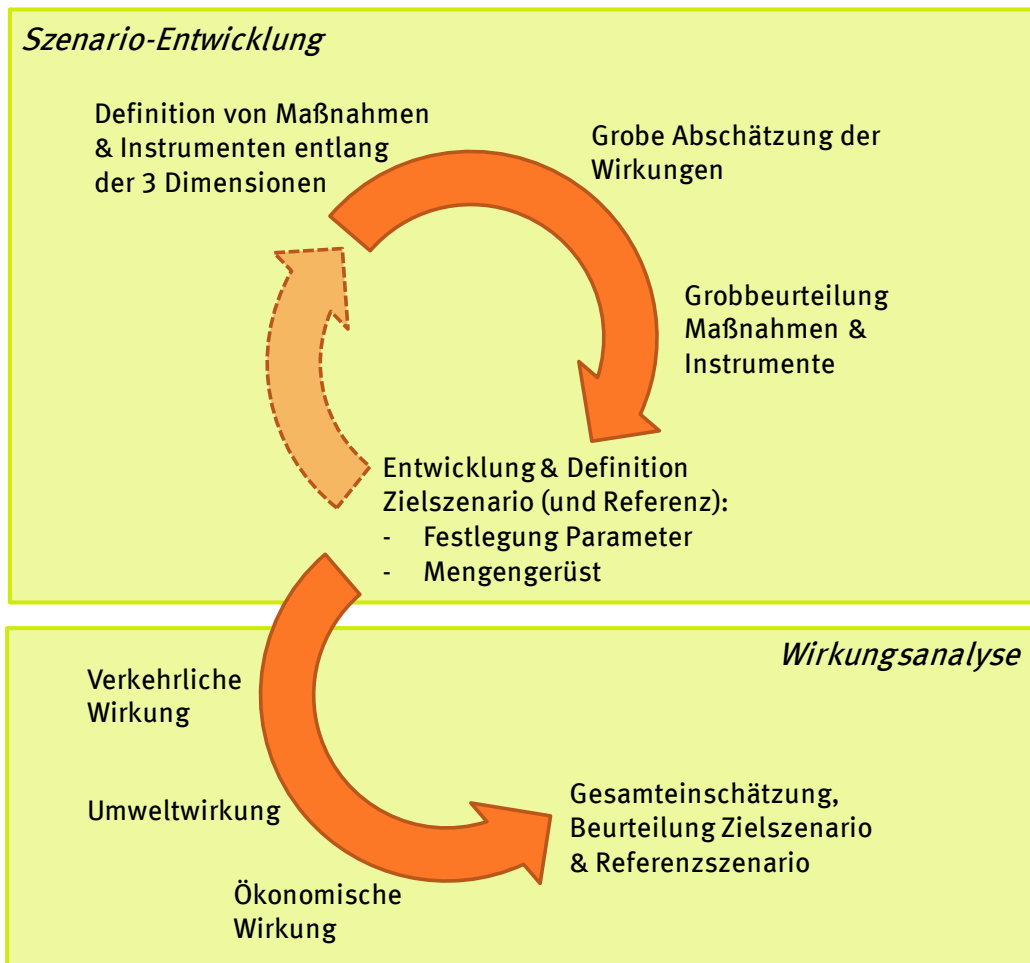 Szenario-Entwicklung
Definition von Maßnahmen
& Instrumenten entlang
der 3 Dimensionen
Grobe Abschätzung der
Wirkungen
Grobbeurteilung
Maßnahmen &
Instrumente
Entwicklung & Definition
Zielszenario (und Referenz):
- Festlegung Parameter
- Mengengerüst
Wirkungsanalyse
Verkehrliche
Wirkung
Umweltwirkung
Ökonomische
Wirkung
Gesamteinschätzung,
Beurteilung Zielszenario
& Referenzszenario